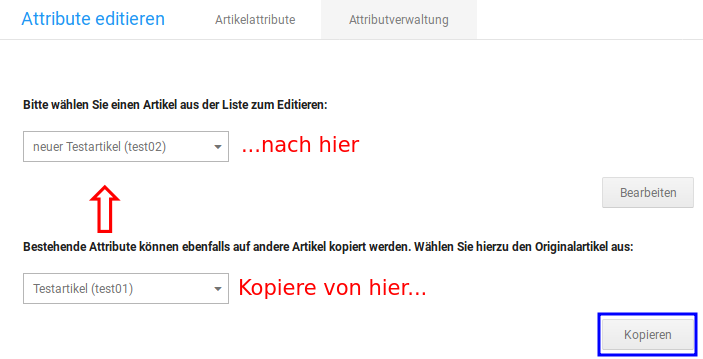 Attribute editieren Artikelattribute Attributverwaltung
Bitte wählen Sie einen Artikel aus der Liste zum Editieren:
neuer Testartikel (test02) ...nach hier
Bearbeiten
Bestehende Attribute können ebenfalls auf andere Artikel kopiert werden. Wählen Sie hierzu den Originalartikel aus:
Testartikel (test01) Kopiere von hier...
Kopieren